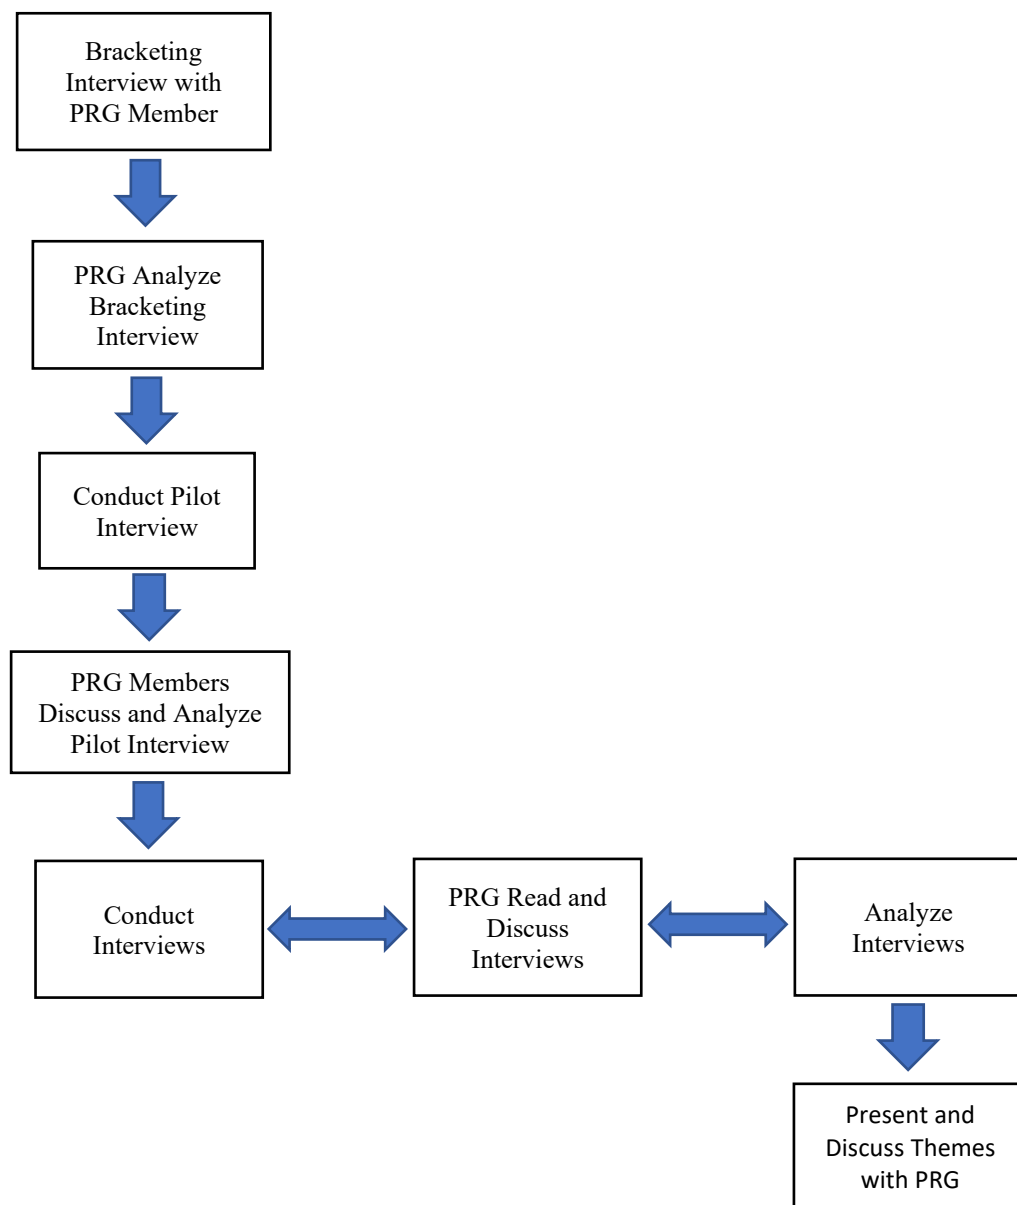 Bracketing
Interview with
PRG Member
PRG Analyze
Bracketing
Interview
Conduct Pilot
Interview
PRG Members
Discuss and Analyze
Pilot Interview
Conduct
Interviews
PRG Read and
Discuss
Interviews
Analyze
Interviews
Present and
Discuss Themes
with PRG